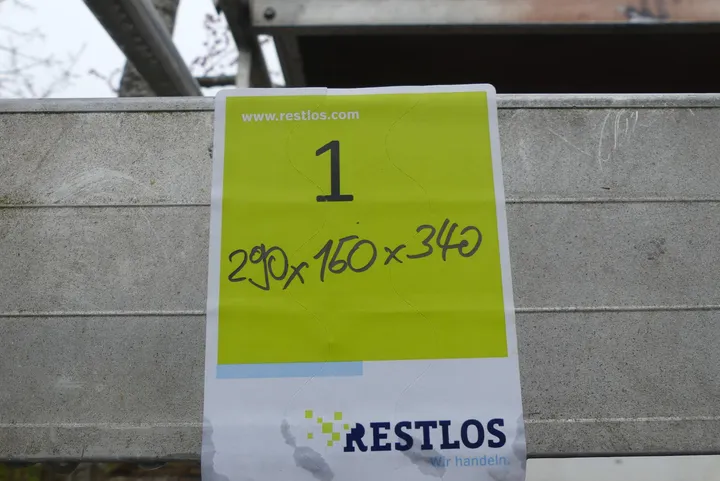 www.restlos.com
1
290x160x340
RESTLOS
Wir handeln.